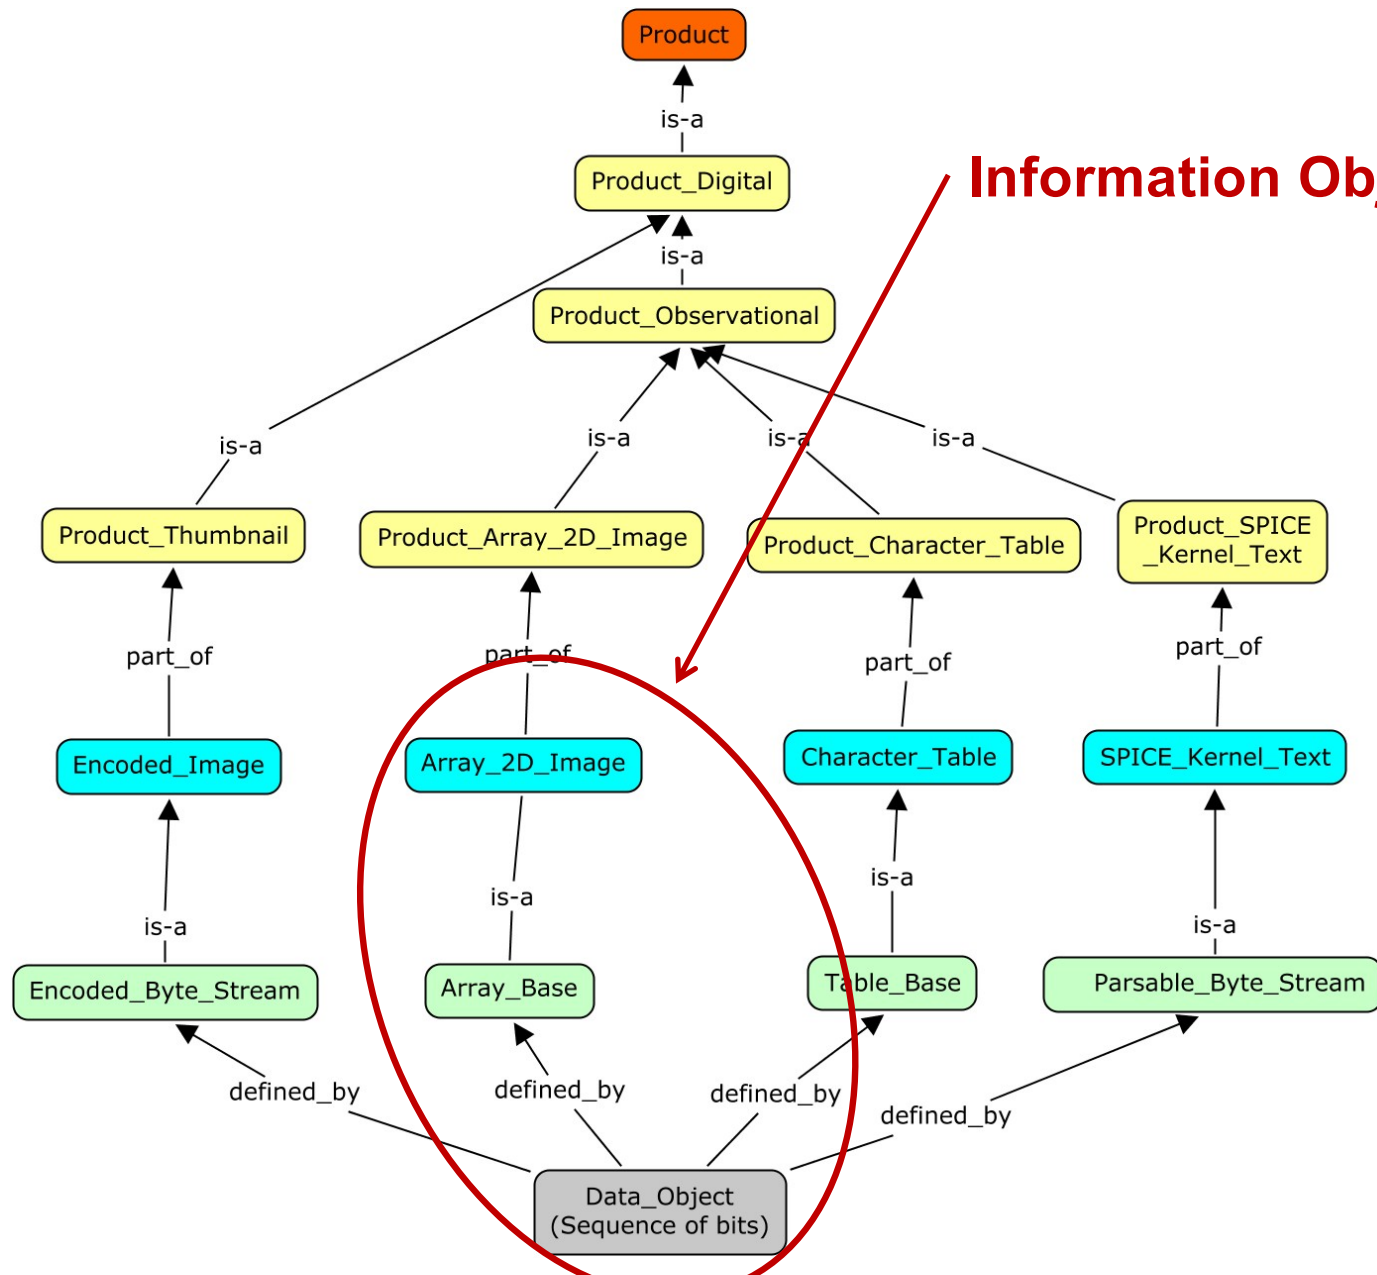 Product
is-a
Product_Digital
Information Obj
is-a
Product_Observational
is-a
is-a
is-a
is-a
Product_Thumbnail
Product_Array_2D_Image
Product_Character_Table
Product_SPICE
_Kernel_Text
part_of
part_of
part_of
part_of
Encoded_Image
Array_2D_Image
Character_Table
SPICE_Kernel_Text
is-a
is-a
is-a
is-a
Encoded_Byte_Stream
Array_Base
Table_Base
Parsable_Byte_Stream
defined_by
defined_by
defined_by
defined_by
Data_Object
(Sequence of bits)